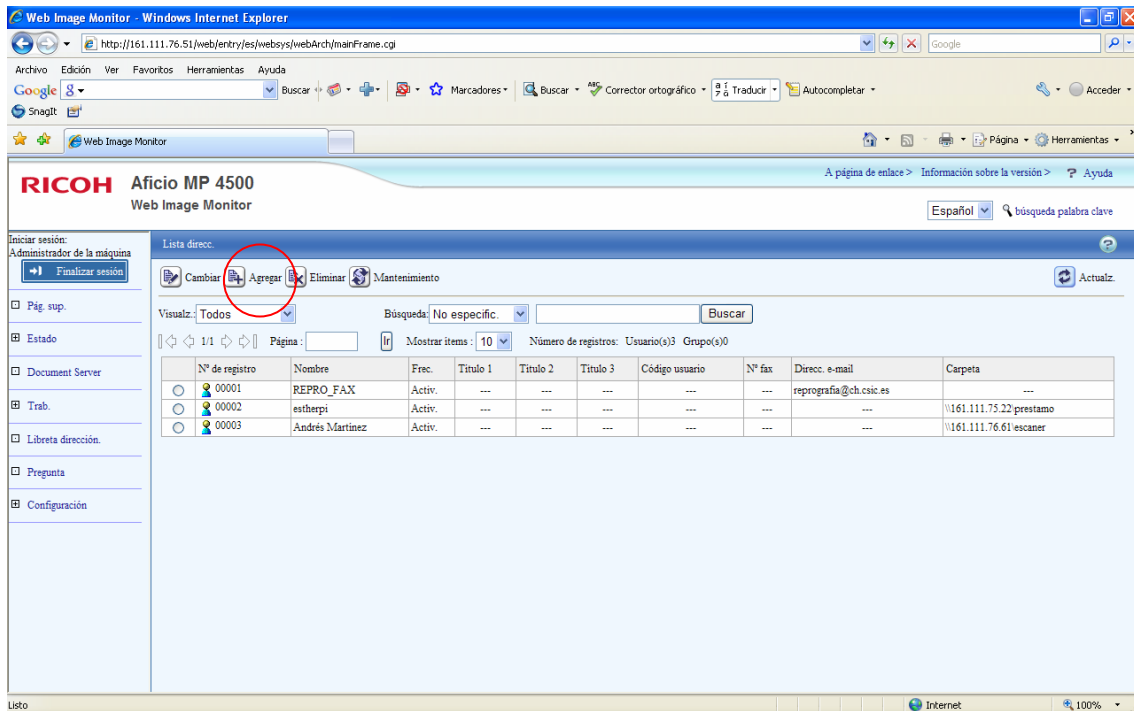 Web Image Monitor - Windows Internet Explorer
http://161.111.76.51/web/entry/es/websys/webArch/mainFrame.cgi
Google
Archivo Edición Ver Favoritos Herramientas Ayuda
Google Buscar Marcadores Buscar Corrector ortográfico Traducir Autocompletar Acceder
SnagIt
Web Image Monitor Página Herramientas
A página de enlace > Información sobre la versión > ? Ayuda
RICOH Aficio MP 4500
Web Image Monitor
Español búsqueda palabra clave
Iniciar sesión:
Administrador de la máquina
Finalizar sesión
Pág. sup.
Estado
Document Server
Trab.
Libreta dirección.
Pregunta
Configuración
Lista direcc. ?
Cambiar Agregar Eliminar Mantenimiento Actualz.
Visualz.: Todos Búsqueda: No especific. Buscar
1/1 Página : Ir Mostrar items : 10 Número de registros: Usuario(s)3 Grupo(s)0
Nº de registro Nombre Frec. Titulo 1 Titulo 2 Titulo 3 Código usuario Nº fax Direcc. e-mail Carpeta
00001 REPRO_FAX Activ. --- --- --- --- --- reprografia@ch.csic.es ---
00002 estherpi Activ. --- --- --- --- --- --- \\161.111.75.22\prestamo
00003 Andrés Martinez Activ. --- --- --- --- --- --- \\161.111.76.61\escaner
Listo Internet 100%